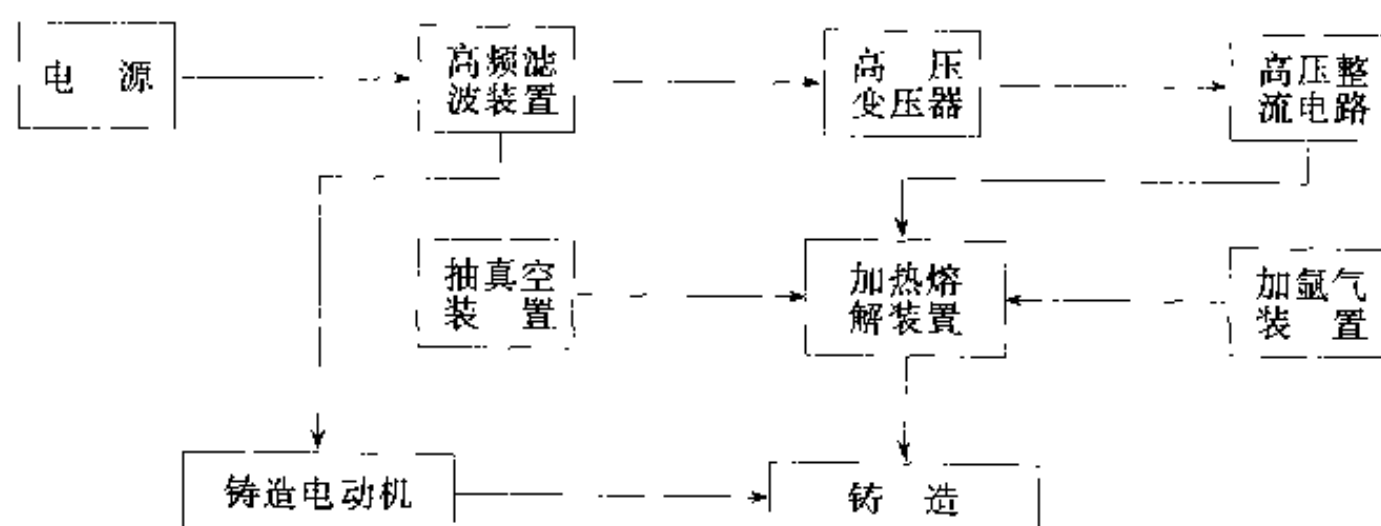 电源
高频滤
波装置
高压
变压器
高压整
流电路
抽真空
装置
加热熔
解装置
加氩气
装置
铸造电动机
铸造